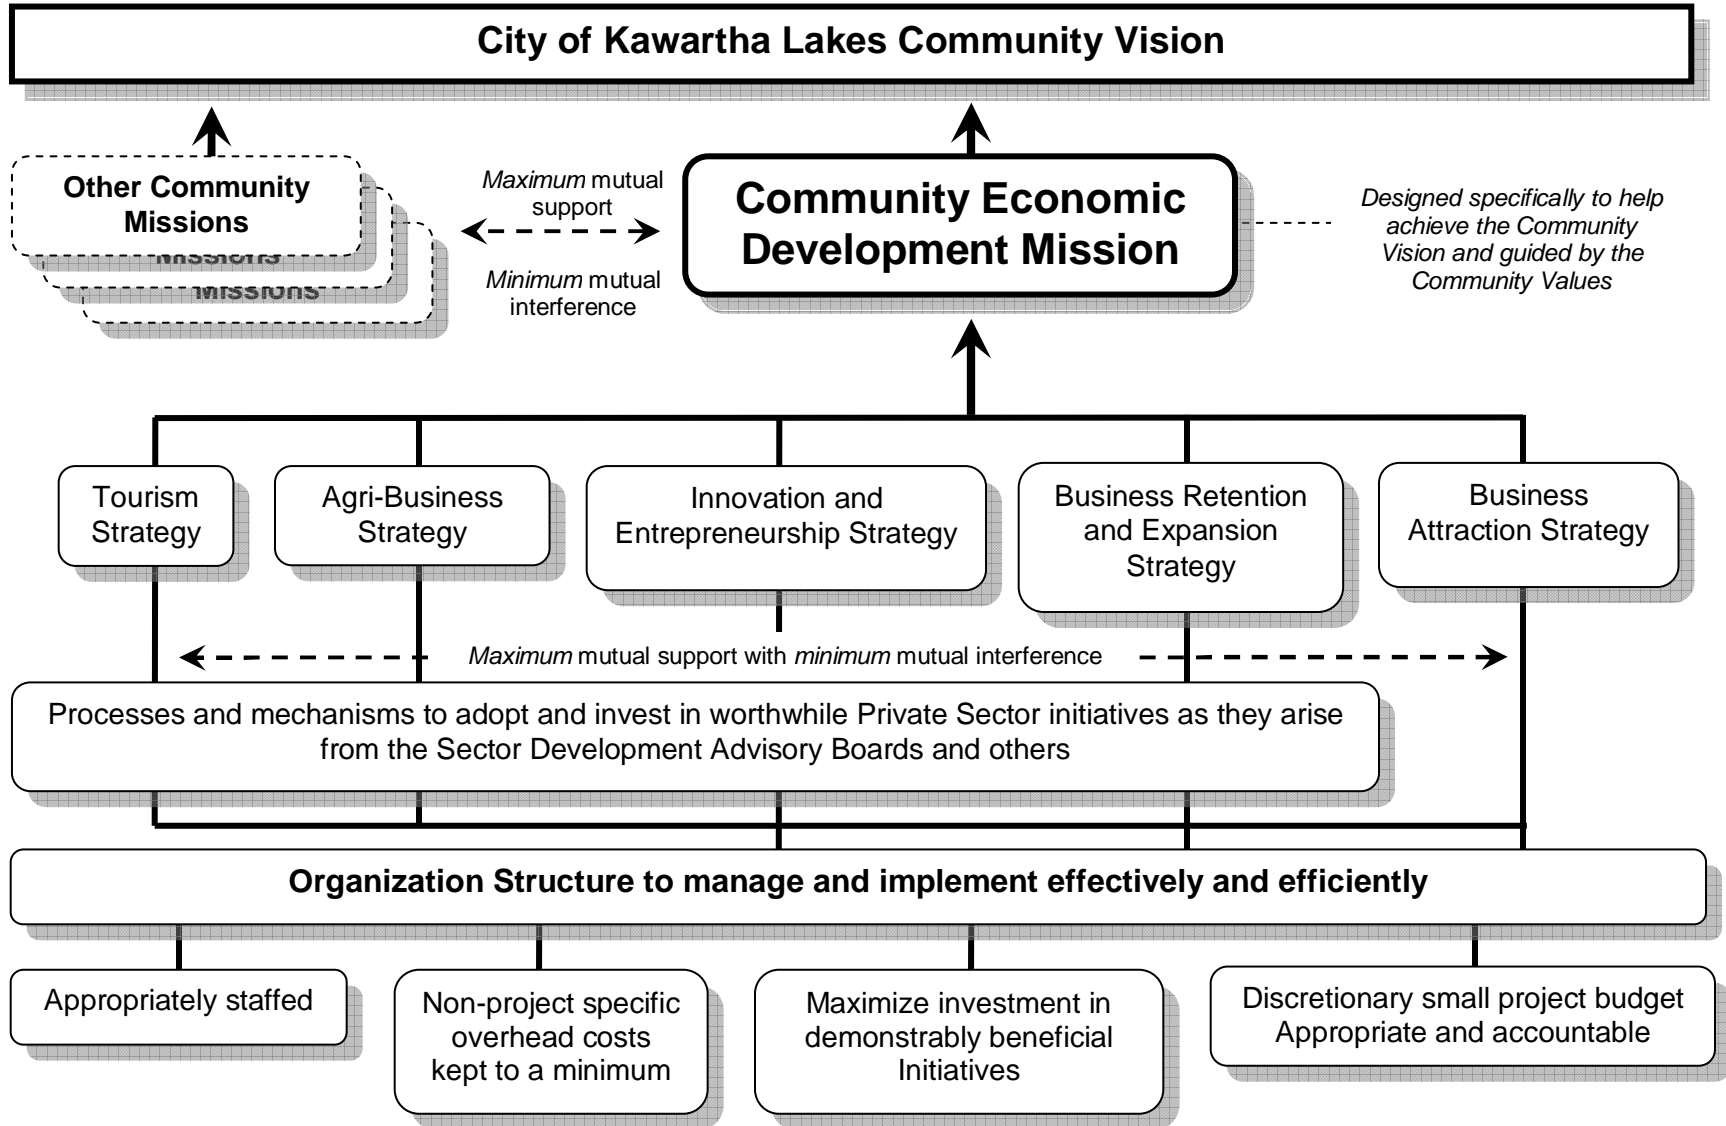 City of Kawartha Lakes Community Vision
Other Community
Missions
Missions
Missions
Maximum mutual
support
Minimum mutual
interference
Community Economic
Development Mission
Designed specifically to help
achieve the Community
Vision and guided by the
Community Values
Tourism
Strategy
Agri-Business
Strategy
Innovation and
Entrepreneurship Strategy
Business Retention
and Expansion
Strategy
Business
Attraction Strategy
Maximum mutual support with minimum mutual interference
Processes and mechanisms to adopt and invest in worthwhile Private Sector initiatives as they arise
from the Sector Development Advisory Boards and others
Organization Structure to manage and implement effectively and efficiently
Appropriately staffed
Non-project specific
overhead costs
kept to a minimum
Maximize investment in
demonstrably beneficial
Initiatives
Discretionary small project budget
Appropriate and accountable